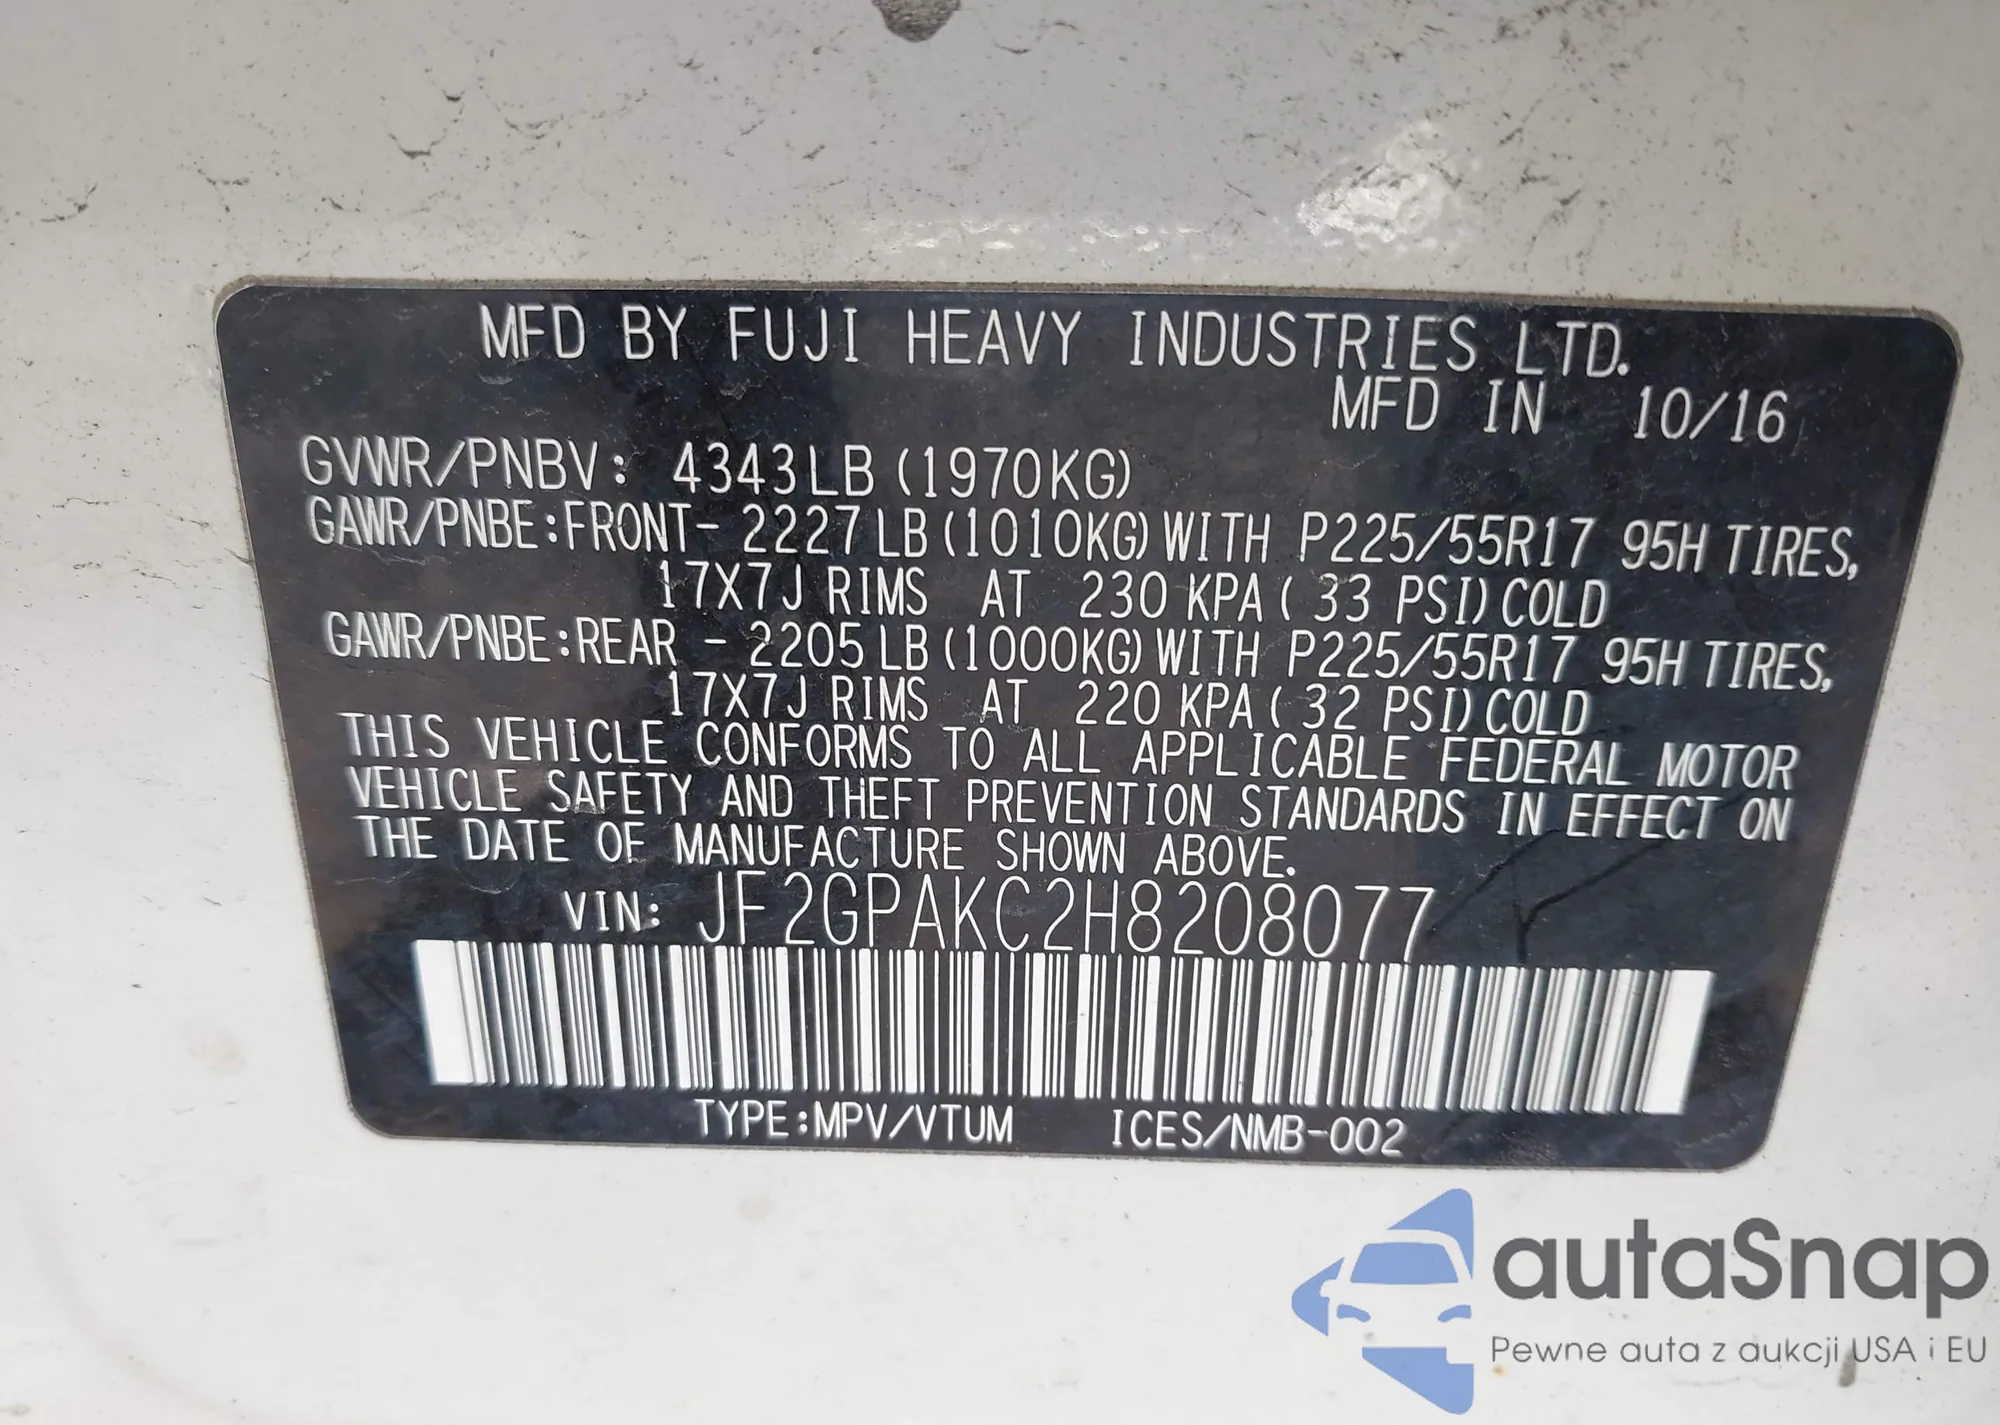 MFD BY FUJI HEAVY INDUSTRIES LTD.
MFD IN 10/16
GVWR/PNBV: 4343LB (1970KG)
GAWR/PNBE:FRONT- 2227 LB (1010KG) WITH P225/55R17 95H TIRES,
17X7J RIMS AT 230 KPA ( 33 PSI) COLD
GAWR/PNBE:REAR - 2205 LB (1000KG) WITH P225/55R17 95H TIRES,
17X7J RIMS AT 220 KPA ( 32 PSI) COLD
THIS VEHICLE CONFORMS TO ALL APPLICABLE FEDERAL MOTOR
VEHICLE SAFETY AND THEFT PREVENTION STANDARDS IN EFFECT ON
THE DATE OF MANUFACTURE SHOWN ABOVE.
VIN: JF2GPAKC2H8208077
TYPE:MPV/VTUM ICES/NMB-002
autaSnap
Pewne auta z aukcji USA i EU